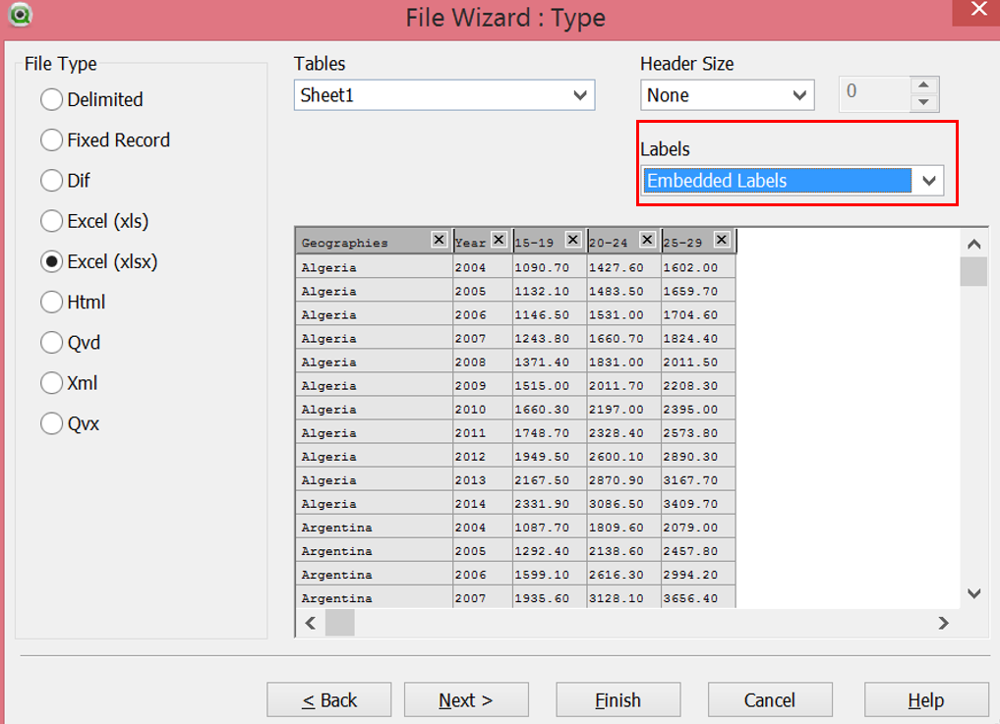 File Wizard : Type
File Type
Delimited
Fixed Record
Dif
Excel (xls)
Excel (xlsx)
Html
Qvd
Xml
Qvx
Tables
Sheet1
Header Size
None
0
Labels
Embedded Labels
Geographies Year 15-19 20-24 25-29
Algeria 2004 1090.70 1427.60 1602.00
Algeria 2005 1132.10 1483.50 1659.70
Algeria 2006 1146.50 1531.00 1704.60
Algeria 2007 1243.80 1660.70 1824.40
Algeria 2008 1371.40 1831.00 2011.50
Algeria 2009 1515.00 2011.70 2208.30
Algeria 2010 1660.30 2197.00 2395.00
Algeria 2011 1748.70 2328.40 2573.80
Algeria 2012 1949.50 2600.10 2890.30
Algeria 2013 2167.50 2870.90 3167.70
Algeria 2014 2331.90 3086.50 3409.70
Argentina 2004 1087.70 1809.60 2079.00
Argentina 2005 1292.40 2138.60 2457.80
Argentina 2006 1599.10 2616.30 2994.20
Argentina 2007 1935.60 3128.10 3656.40
< Back
Next >
Finish
Cancel
Help